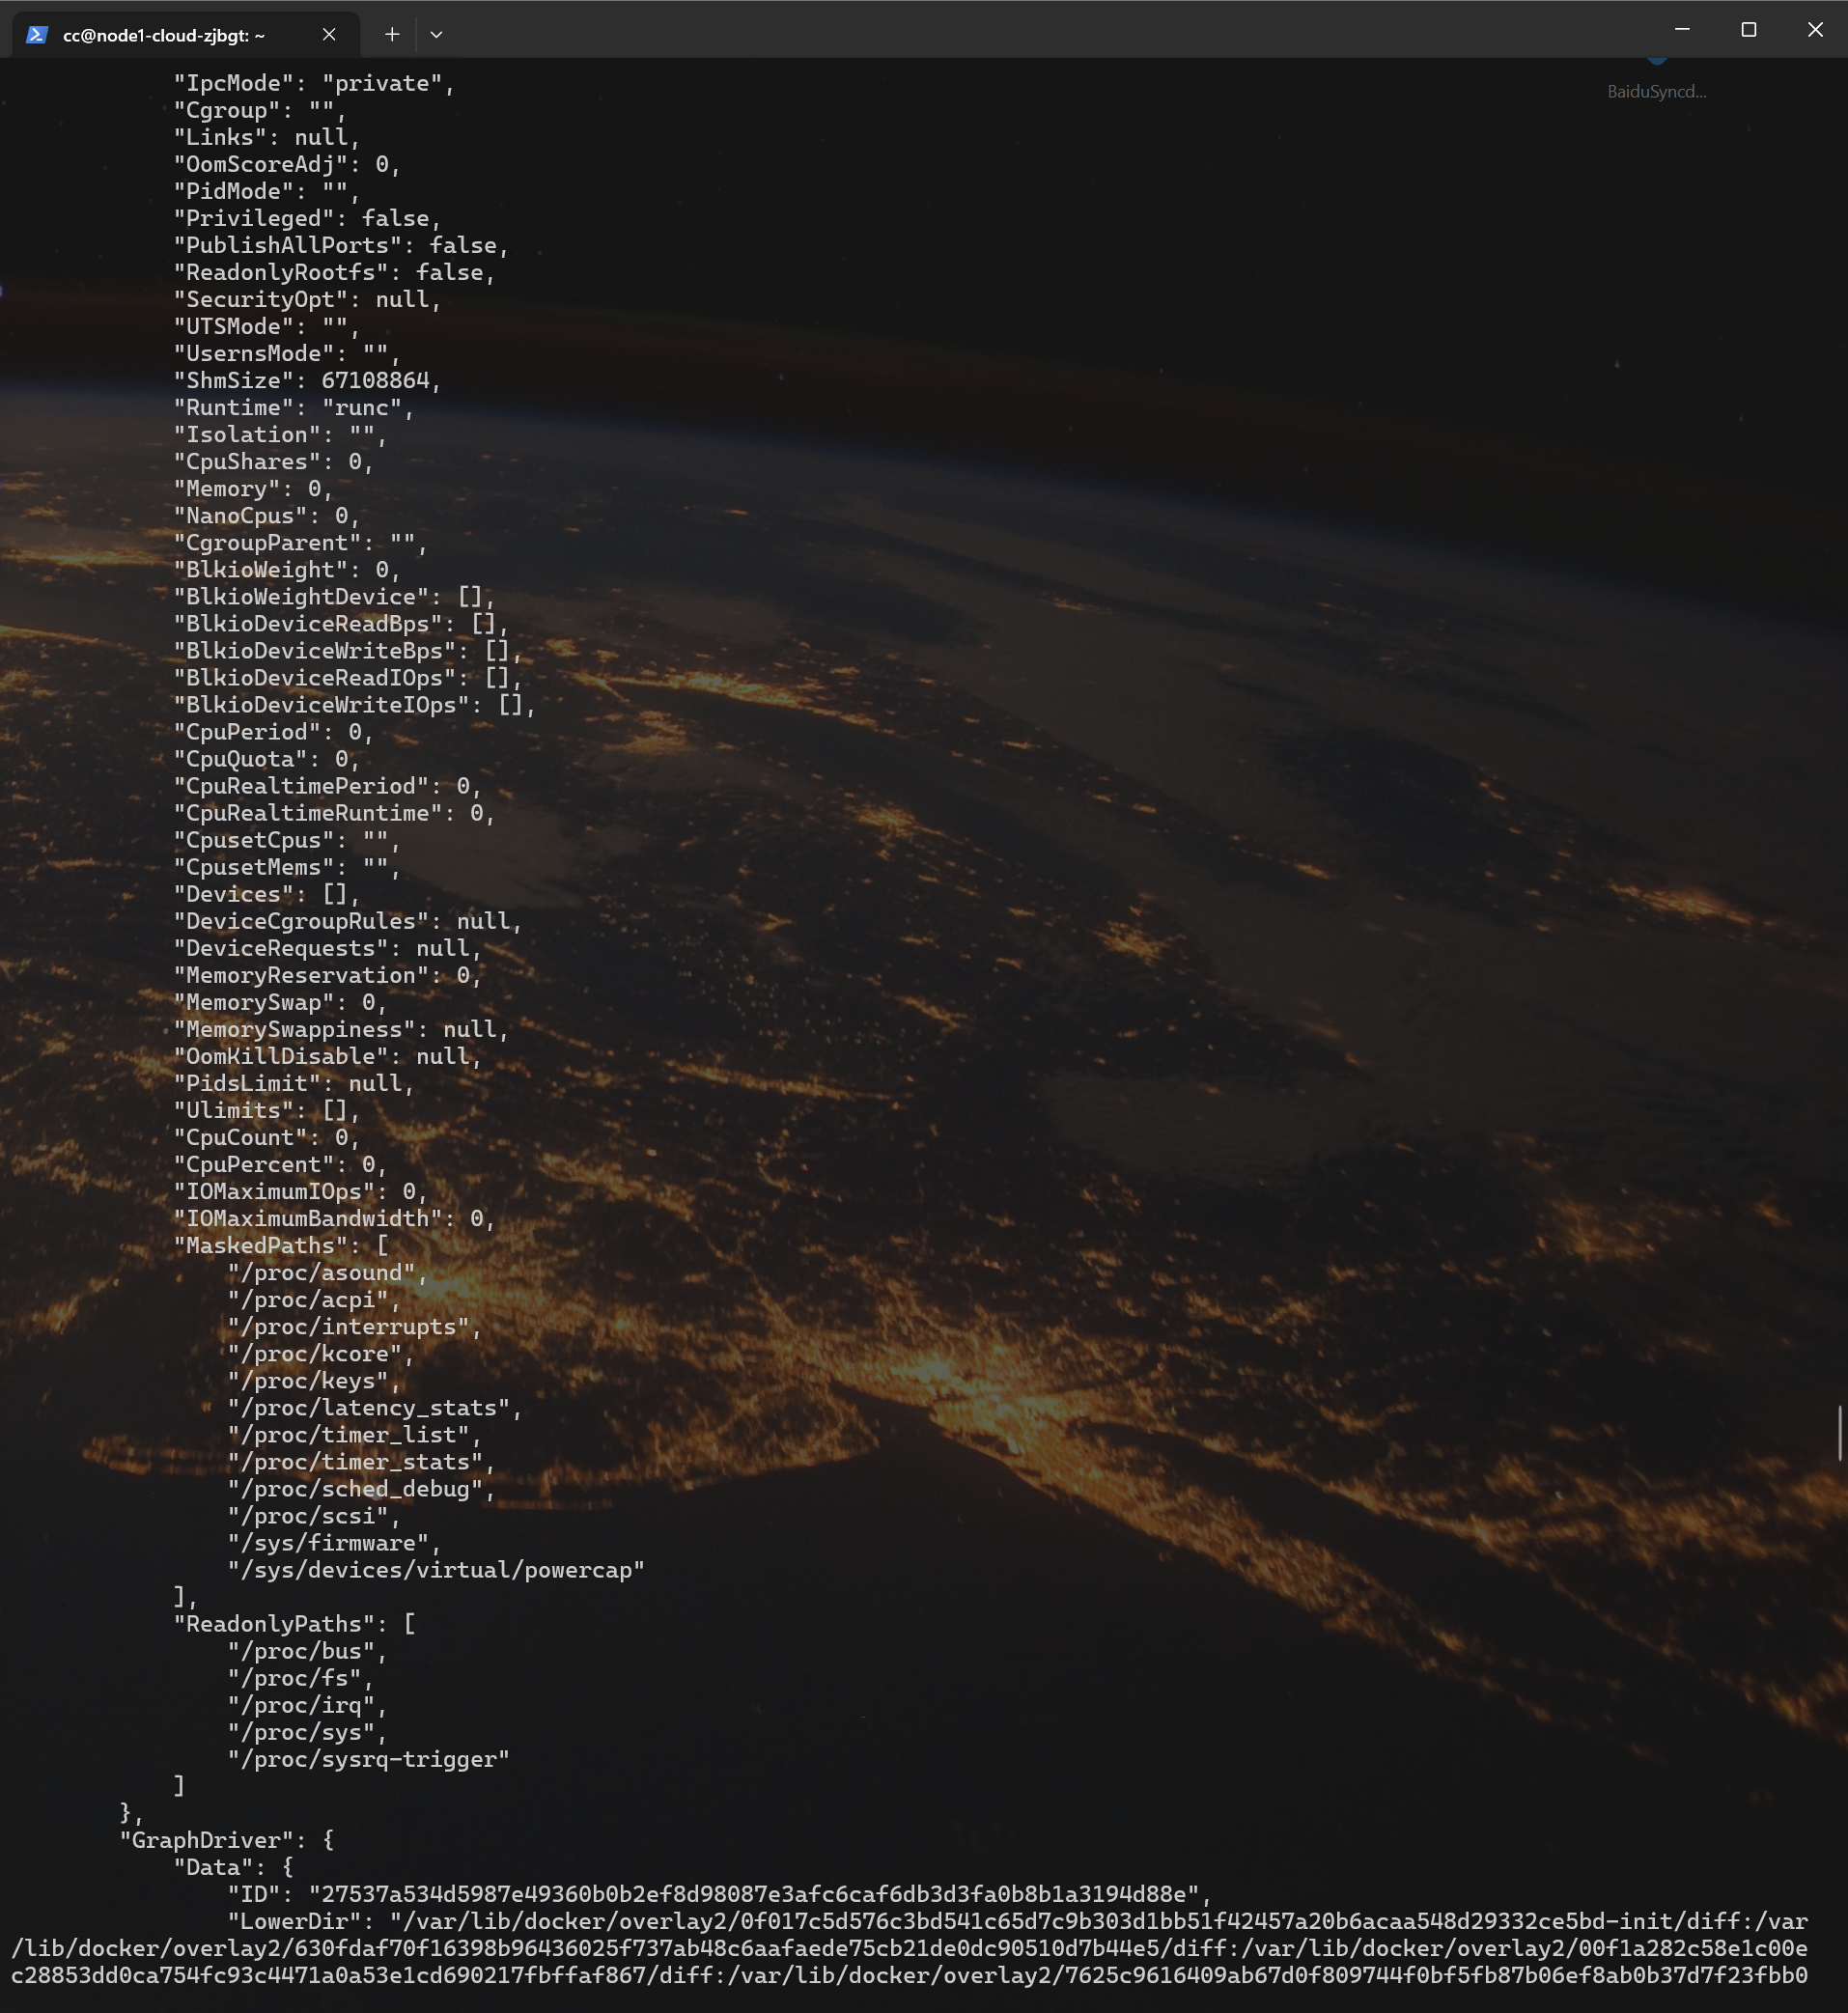 cc@node1-cloud-zjbgt: ~
BaiduSyncd...
"IpcMode": "private",
"Cgroup": "",
"Links": null,
"OomScoreAdj": 0,
"PidMode": "",
"Privileged": false,
"PublishAllPorts": false,
"ReadonlyRootfs": false,
"SecurityOpt": null,
"UTSMode": "",
"UsernsMode": "",
"ShmSize": 67108864,
"Runtime": "runc",
"Isolation": "",
"CpuShares": 0,
"Memory": 0,
"NanoCpus": 0,
"CgroupParent": "",
"BlkioWeight": 0,
"BlkioWeightDevice": [],
"BlkioDeviceReadBps": [],
"BlkioDeviceWriteBps": [],
"BlkioDeviceReadIOps": [],
"BlkioDeviceWriteIOps": [],
"CpuPeriod": 0,
"CpuQuota": 0,
"CpuRealtimePeriod": 0,
"CpuRealtimeRuntime": 0,
"CpusetCpus": "",
"CpusetMems": "",
"Devices": [],
"DeviceCgroupRules": null,
"DeviceRequests": null,
"MemoryReservation": 0,
"MemorySwap": 0,
"MemorySwappiness": null,
"OomKillDisable": null,
"PidsLimit": null,
"Ulimits": [],
"CpuCount": 0,
"CpuPercent": 0,
"IOMaximumIOps": 0,
"IOMaximumBandwidth": 0,
"MaskedPaths": [
"/proc/asound",
"/proc/acpi",
"/proc/interrupts",
"/proc/kcore",
"/proc/keys",
"/proc/latency_stats",
"/proc/timer_list",
"/proc/timer_stats",
"/proc/sched_debug",
"/proc/scsi",
"/sys/firmware",
"/sys/devices/virtual/powercap"
],
"ReadonlyPaths": [
"/proc/bus",
"/proc/fs",
"/proc/irq",
"/proc/sys",
"/proc/sysrq-trigger"
]
},
"GraphDriver": {
"Data": {
"ID": "27537a534d5987e49360b0b2ef8d98087e3afc6caf6db3d3fa0b8b1a3194d88e",
"LowerDir": "/var/lib/docker/overlay2/0f017c5d576c3bd541c65d7c9b303d1bb51f42457a20b6acaa548d29332ce5bd-init/diff:/var
/lib/docker/overlay2/630fdaf70f16398b96436025f737ab48c6aafaede75cb21de0dc90510d7b44e5/diff:/var/lib/docker/overlay2/00f1a282c58e1c00e
c28853dd0ca754fc93c4471a0a53e1cd690217fbffaf867/diff:/var/lib/docker/overlay2/7625c9616409ab67d0f809744f0bf5fb87b06ef8ab0b37d7f23fbb0